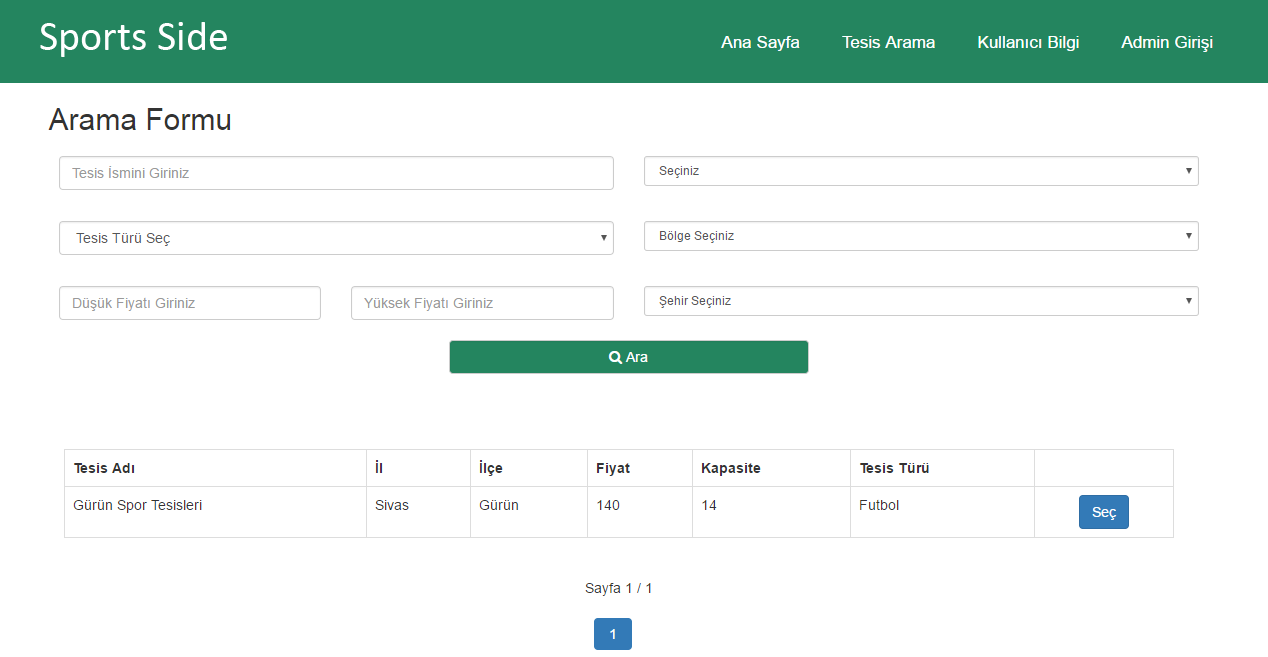 Sports Side
Ana Sayfa Tesis Arama Kullanıcı Bilgi Admin Girişi
Arama Formu
Tesis İsmini Giriniz Seçiniz
Tesis Türü Seç Bölge Seçiniz
Düşük Fiyatı Giriniz Yüksek Fiyatı Giriniz Şehir Seçiniz
Ara
Tesis Adı İl İlçe Fiyat Kapasite Tesis Türü
Gürün Spor Tesisleri Sivas Gürün 140 14 Futbol Seç
Sayfa 1 / 1
1